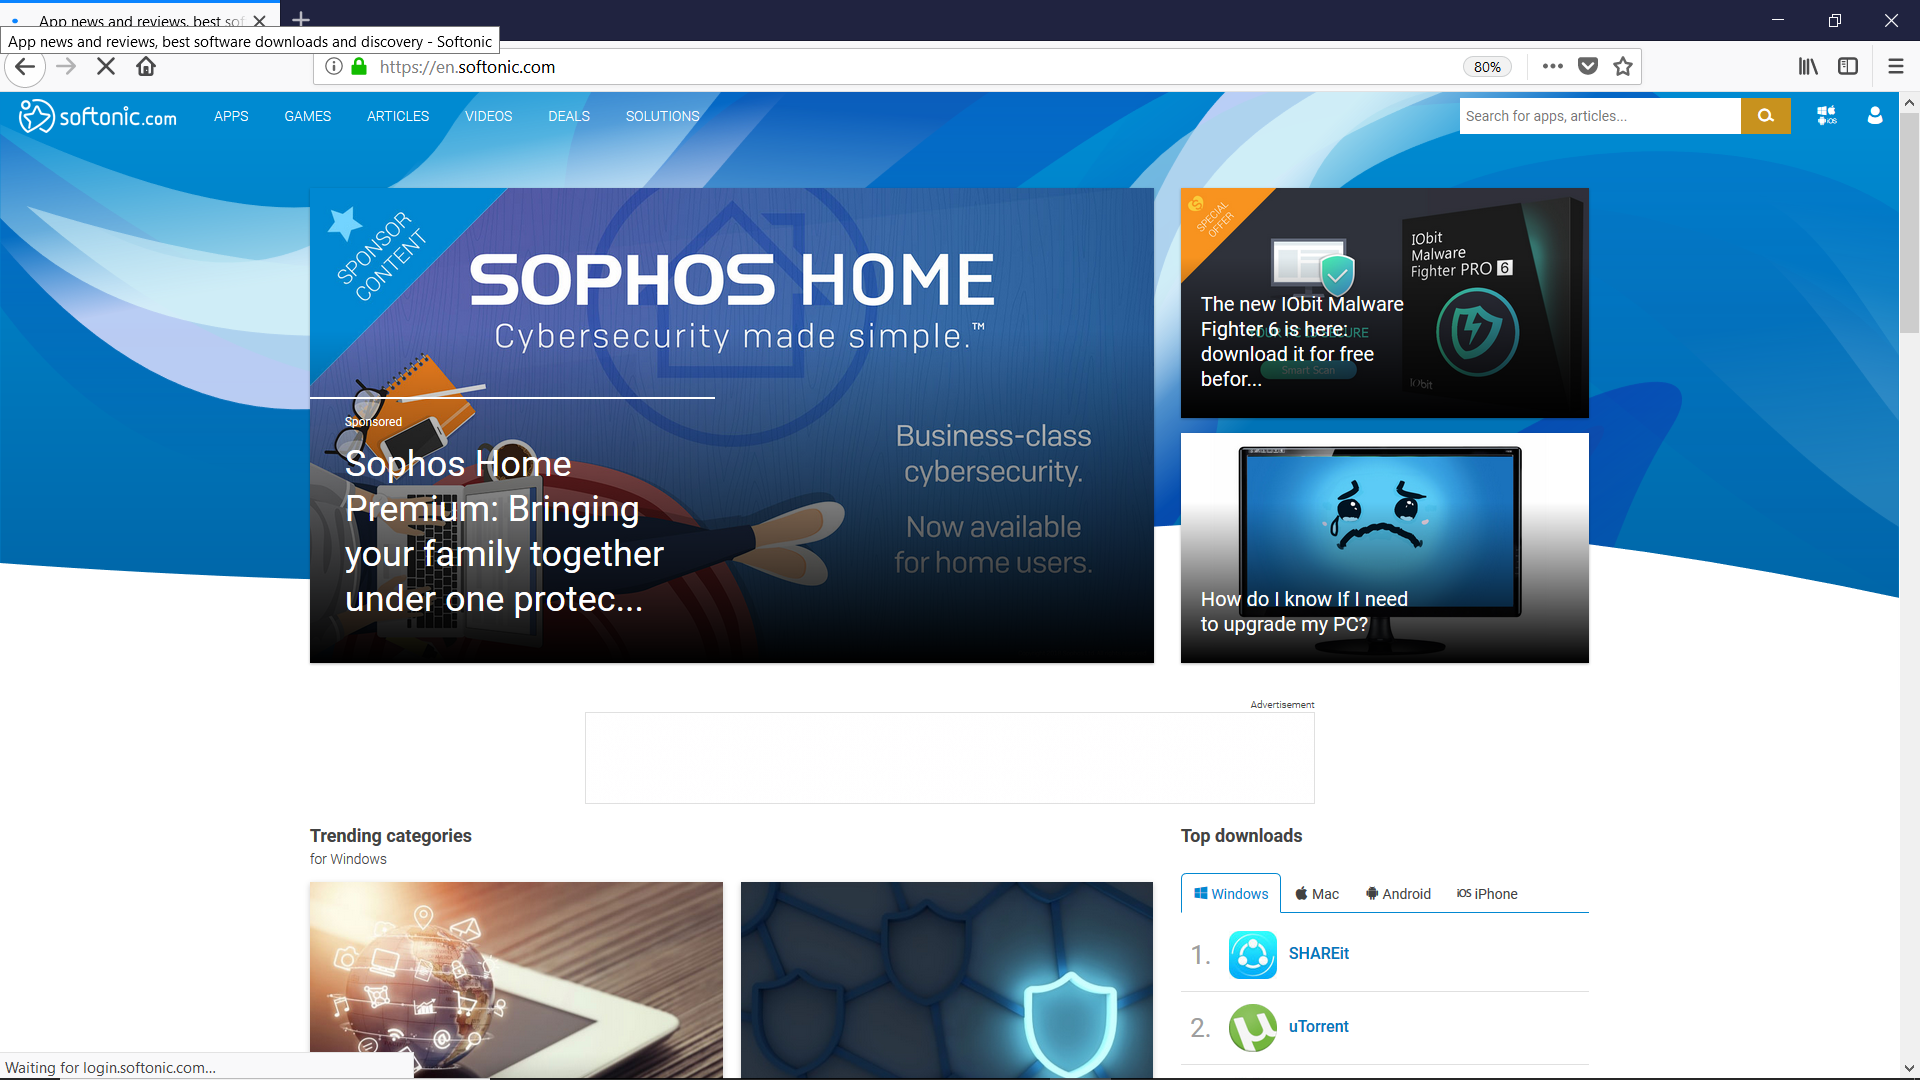 App news and reviews, best sof
App news and reviews, best software downloads and discovery - Softonic
https://en.softonic.com
80%
softonic.com
APPS
GAMES
ARTICLES
VIDEOS
DEALS
SOLUTIONS
Search for apps, articles...
iOS
SPONSOR
CONTENT
SOPHOS HOME
Cybersecurity made simple.™
Sponsored
Sophos Home
Premium: Bringing
your family together
under one protec...
Business-class
cybersecurity.
Now available
for home users.
SPECIAL
OFFER
IObit
Malware
Fighter PRO 6
The new IObit Malware
Fighter 6 is here:
download it for free
befor...
Smart Scan
IObit
How do I know If I need
to upgrade my PC?
Advertisement
Trending categories
for Windows
Top downloads
Windows
Mac
Android
iOS iPhone
1.
SHAREit
2.
µ
uTorrent
Waiting for login.softonic.com...